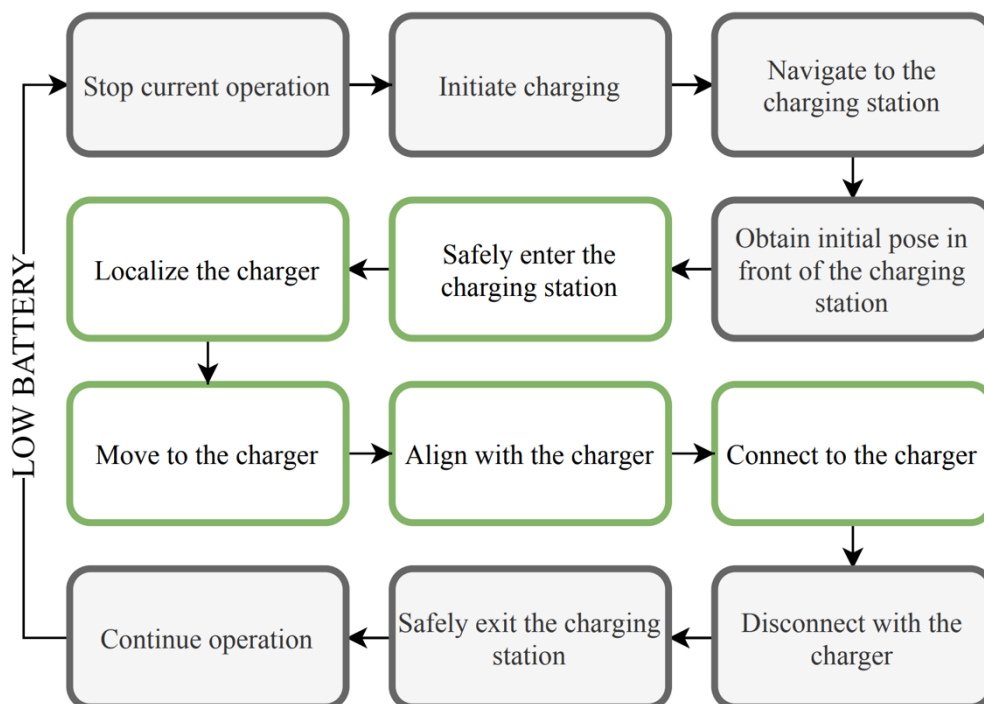 Stop current operation
Initiate charging
Navigate to the
charging station
Localize the charger
Safely enter the
charging station
Obtain initial pose in
front of the charging
station
LOW BATTERY
Move to the charger
Align with the charger
Connect to the charger
Continue operation
Safely exit the charging
station
Disconnect with the
charger